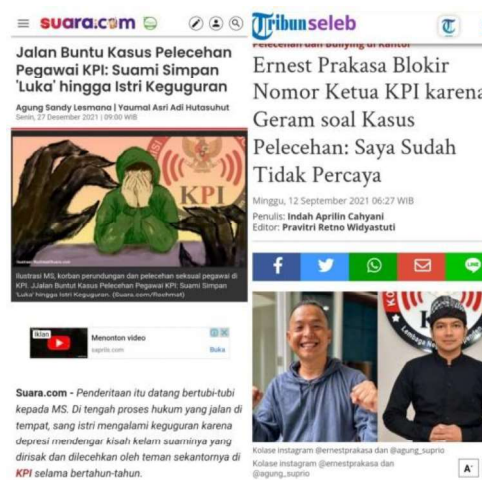 suara.com
Jalan Buntu Kasus Pelecehan
Pegawai KPI: Suami Simpan
'Luka' hingga Istri Keguguran
Agung Sandy Lesmana | Yaumal Asri Adi Hutasuhut
Senin, 27 Desember 2021 | 09:00 WIB
KPI
Ilustrasi MS, korban perundungan dan pelecehan seksual pegawai di
KPI. JJalan Buntu Kasus Pelecehan Pegawai KPI: Suami Simpan
'Luka' hingga Istri Keguguran. (Suara.com/Rochmat)
Iklan
Menonton video
Buka
Suara.com - Penderitaan itu datang bertubi-tubi
kepada MS. Di tengah proses hukum yang jalan di
tempat, sang istri mengalami keguguran karena
depresi mendengar kisah kelam suaminya yang
dirisak dan dilecehkan oleh teman sekantornya di
KPI selama bertahun-tahun.
Tribunseleb
Pelecehan dan Bullying di Kantor
Ernest Prakasa Blokir
Nomor Ketua KPI karena
Geram soal Kasus
Pelecehan: Saya Sudah
Tidak Percaya
Minggu, 12 September 2021 06:27 WIB
Penulis: Indah Aprilin Cahyani
Editor: Pravitri Retno Widyastuti
LINE
Lembaga Ne
Kolase instagram @ernestprakasa dan @agung_suprio
Kolase instagram @ernestprakasa dan
@agung_suprio
A